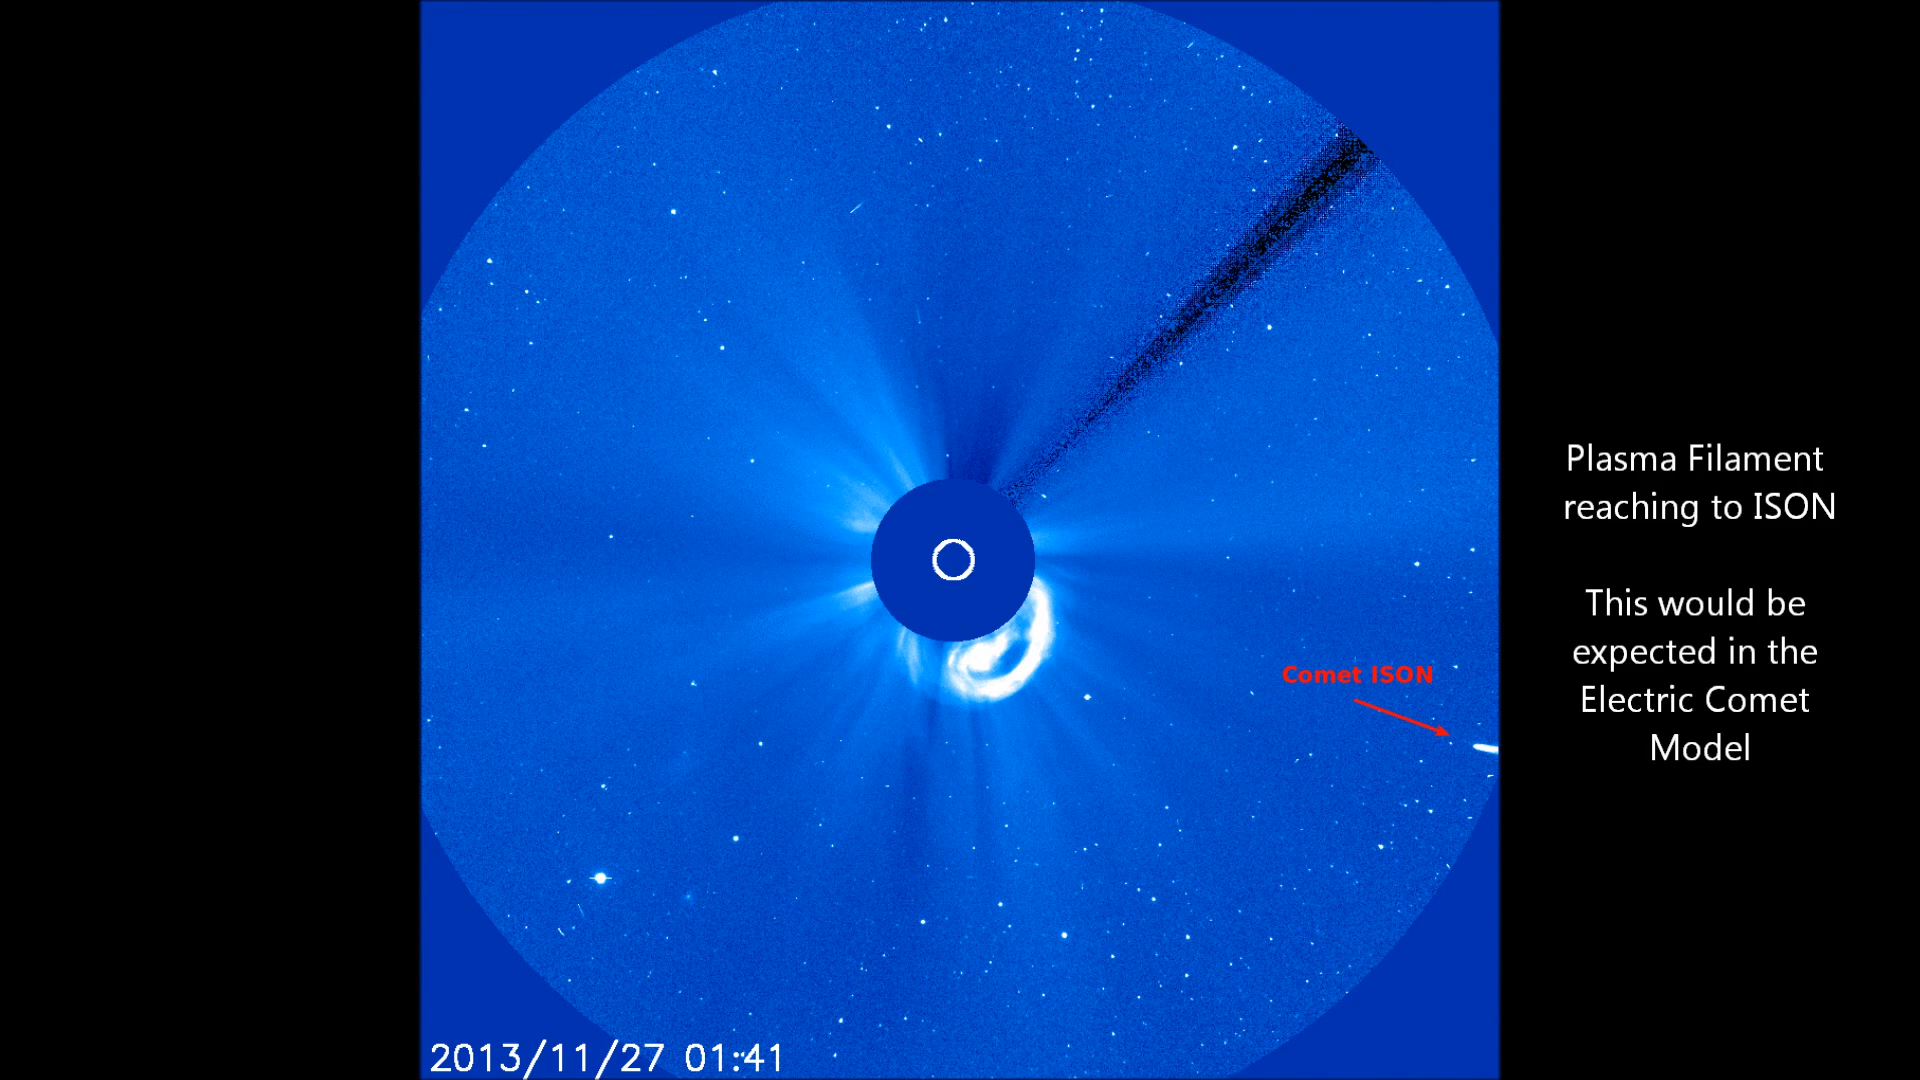 Plasma Filament
reaching to ISON
This would be
expected in the
Electric Comet
Model
Comet ISON
2013/11/27 01:41